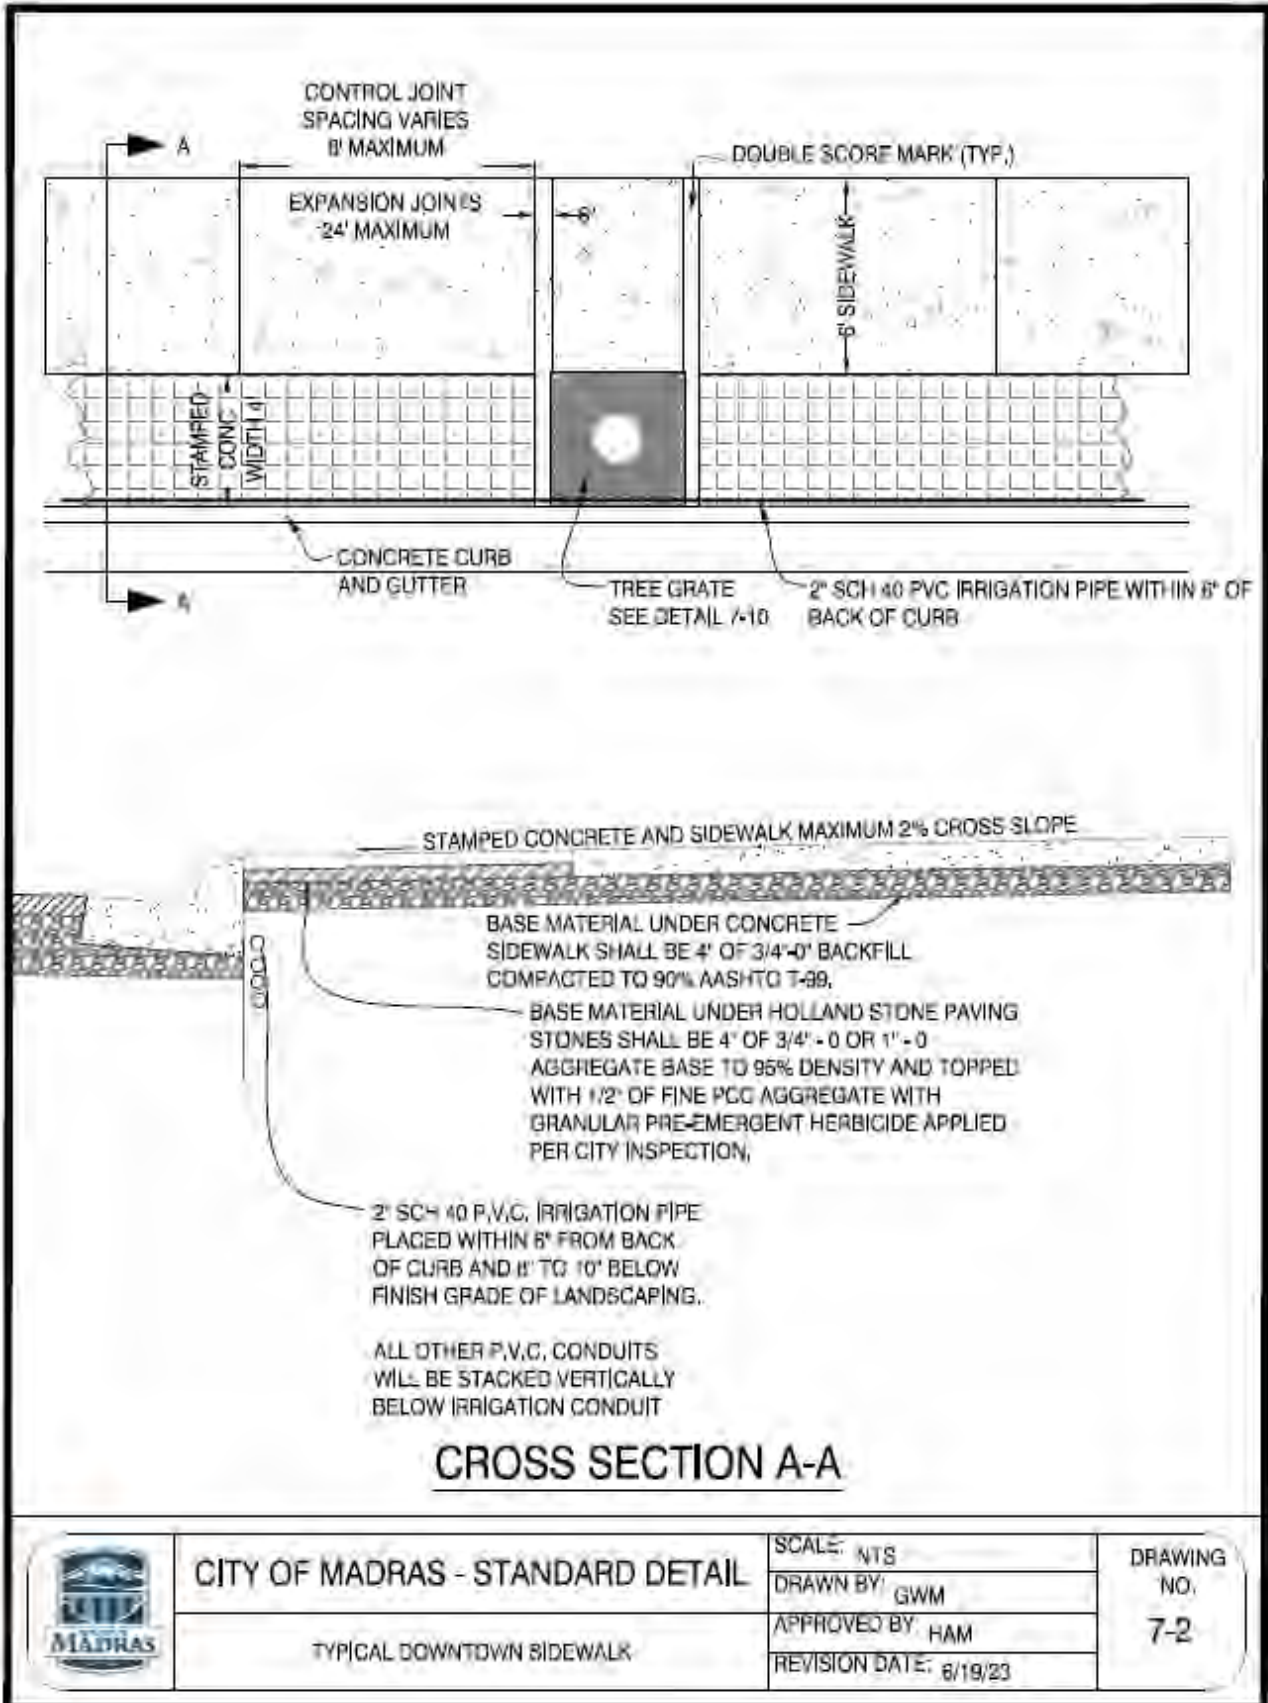 CONTROL JOINT
SPACING VARIES
8' MAXIMUM
A
DOUBLE SCORE MARK (TYP.)
EXPANSION JOINTS
24' MAXIMUM
6"
6' SIDEWALK
STAMPED
CONC
WIDTH 4'
CONCRETE CURB
AND GUTTER
TREE GRATE
SEE DETAIL 7-10
2" SCH 40 PVC IRRIGATION PIPE WITHIN 6" OF
BACK OF CURB
A
STAMPED CONCRETE AND SIDEWALK MAXIMUM 2% CROSS SLOPE
BASE MATERIAL UNDER CONCRETE
SIDEWALK SHALL BE 4" OF 3/4"-0" BACKFILL
COMPACTED TO 90% AASHTO T-99.
BASE MATERIAL UNDER HOLLAND STONE PAVING
STONES SHALL BE 4" OF 3/4" - 0 OR 1" - 0
AGGREGATE BASE TO 95% DENSITY AND TOPPED
WITH 1/2" OF FINE PCC AGGREGATE WITH
GRANULAR PRE-EMERGENT HERBICIDE APPLIED
PER CITY INSPECTION.
2" SCH 40 P.V.C. IRRIGATION PIPE
PLACED WITHIN 6" FROM BACK
OF CURB AND 8" TO 10" BELOW
FINISH GRADE OF LANDSCAPING.
ALL OTHER P.V.C. CONDUITS
WILL BE STACKED VERTICALLY
BELOW IRRIGATION CONDUIT
CROSS SECTION A-A
MADRAS
CITY OF MADRAS - STANDARD DETAIL
TYPICAL DOWNTOWN SIDEWALK
SCALE: NTS
DRAWN BY: GWM
APPROVED BY: HAM
REVISION DATE: 6/19/23
DRAWING
NO.
7-2